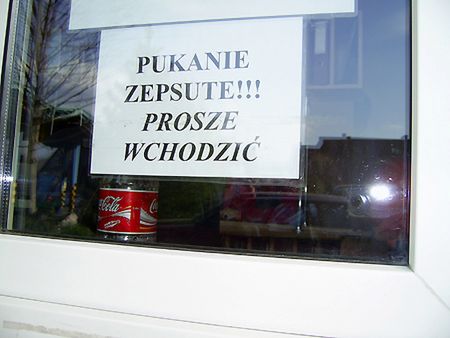 PUKANIE
ZEPSUTE!!!
PROSZE
WCHODZIĆ
Coca-Cola